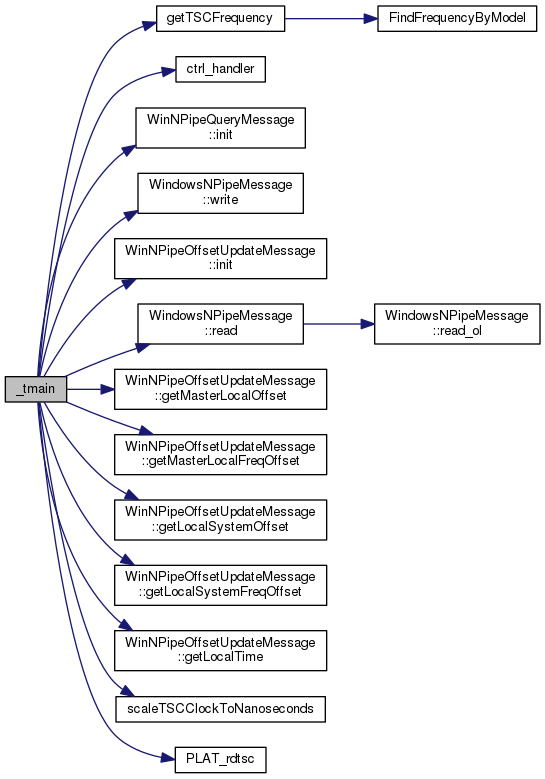 getTSCFrequency
FindFrequencyByModel
ctrl_handler
WinNPipeQueryMessage
::init
WindowsNPipeMessage
::write
WinNPipeOffsetUpdateMessage
::init
WindowsNPipeMessage
::read
WindowsNPipeMessage
::read_ol
_tmain
WinNPipeOffsetUpdateMessage
::getMasterLocalOffset
WinNPipeOffsetUpdateMessage
::getMasterLocalFreqOffset
WinNPipeOffsetUpdateMessage
::getLocalSystemOffset
WinNPipeOffsetUpdateMessage
::getLocalSystemFreqOffset
WinNPipeOffsetUpdateMessage
::getLocalTime
scaleTSCClockToNanoseconds
PLAT_rdtsc